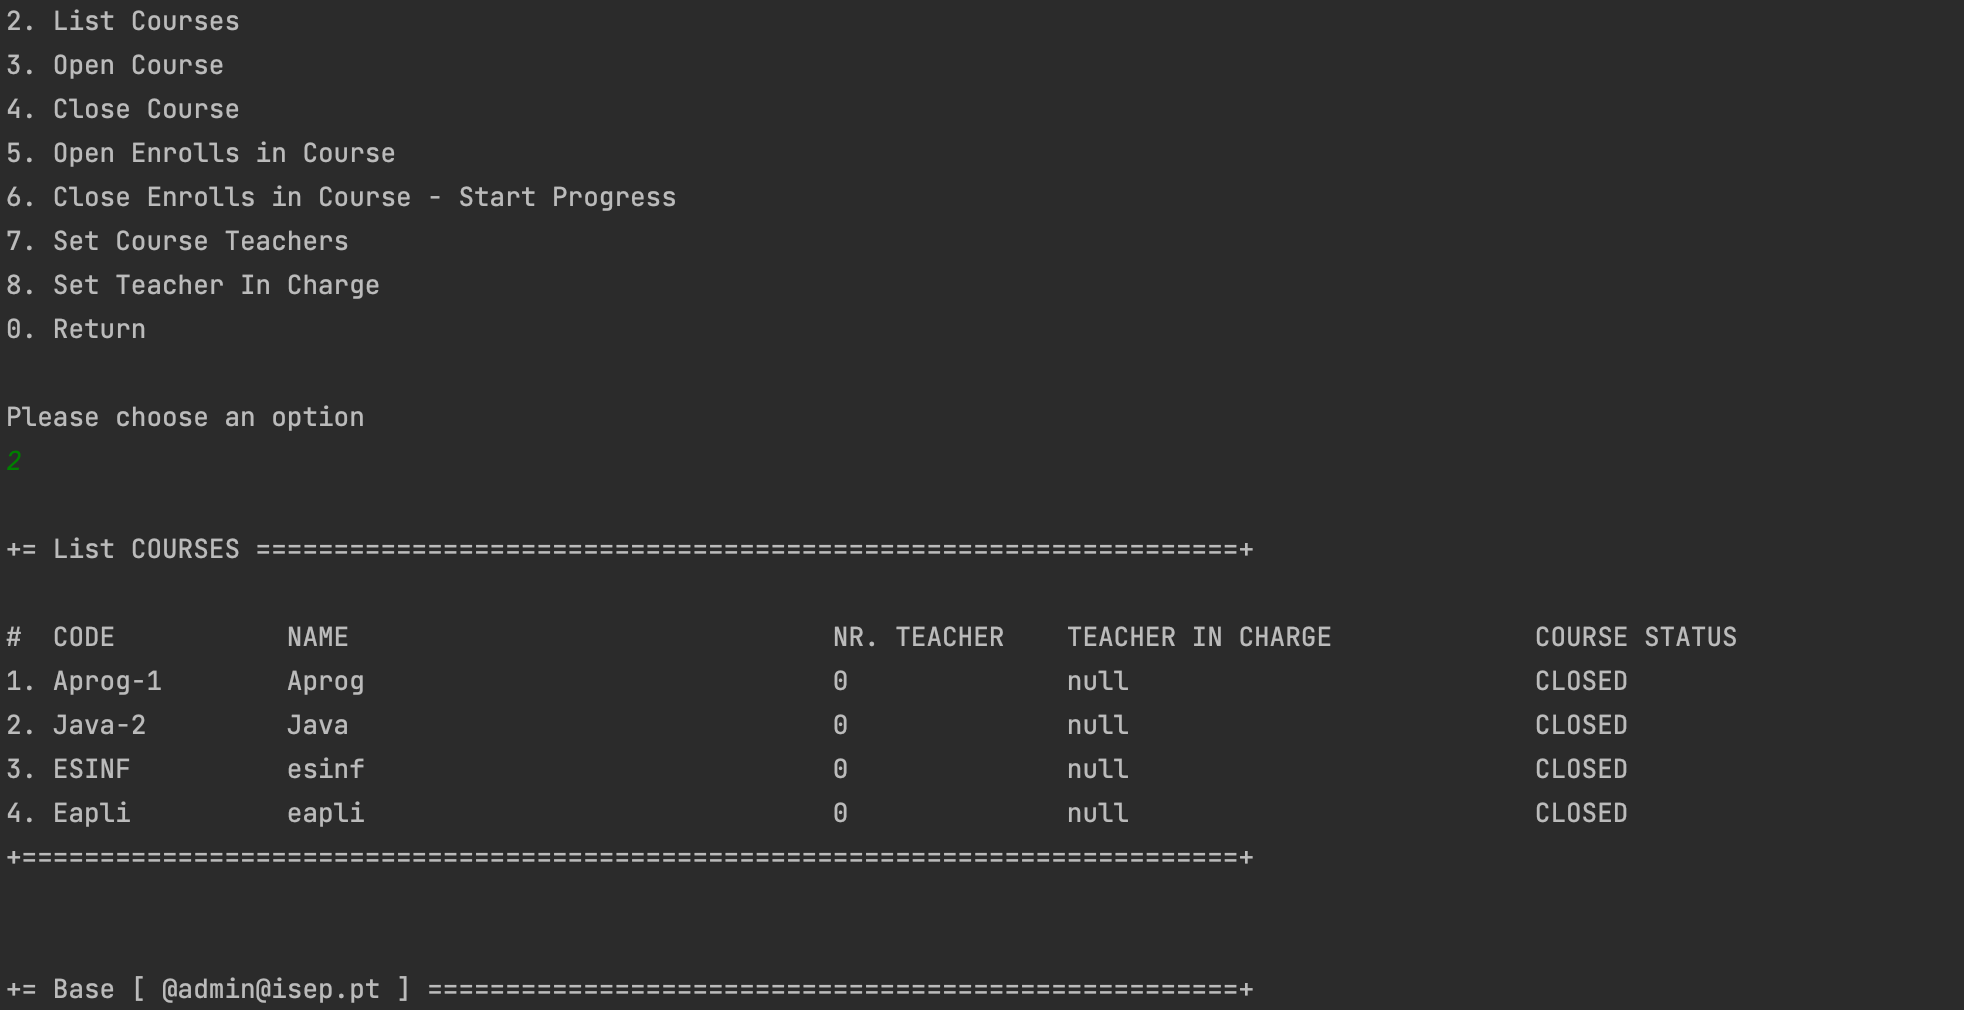 2. List Courses
3. Open Course
4. Close Course
5. Open Enrolls in Course
6. Close Enrolls in Course - Start Progress
7. Set Course Teachers
8. Set Teacher In Charge
0. Return
Please choose an option
2
+= List COURSES ===============================================================+
#  CODE           NAME                               NR. TEACHER    TEACHER IN CHARGE             COURSE STATUS
1. Aprog-1        Aprog                              0              null                          CLOSED
2. Java-2         Java                               0              null                          CLOSED
3. ESINF          esinf                              0              null                          CLOSED
4. Eapli          eapli                              0              null                          CLOSED
+==============================================================================+
+= Base [ @admin@isep.pt ] ====================================================+